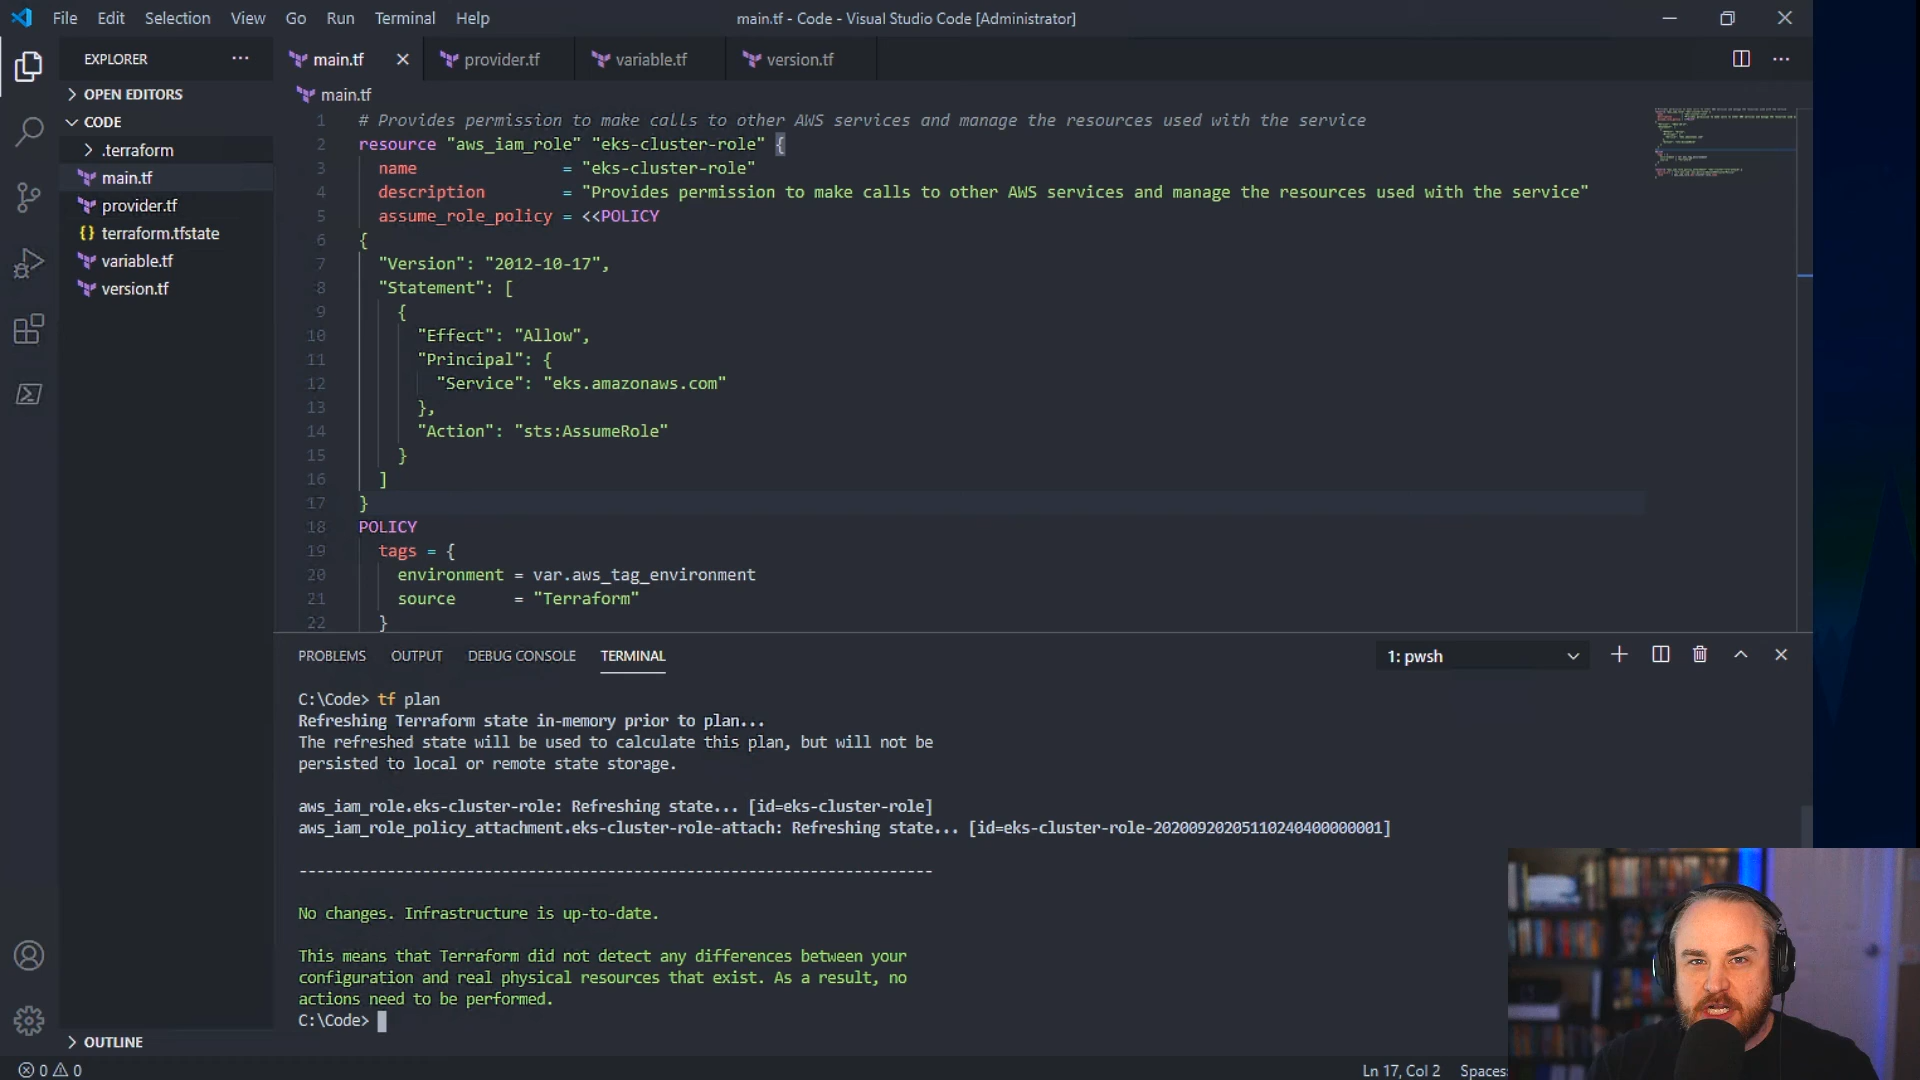 File Edit Selection View Go Run Terminal Help
main.tf - Code - Visual Studio Code [Administrator]
EXPLORER
main.tf
provider.tf
variable.tf
version.tf
OPEN EDITORS
CODE
.terraform
main.tf
provider.tf
{} terraform.tfstate
variable.tf
version.tf
OUTLINE
main.tf
1 # Provides permission to make calls to other AWS services and manage the resources used with the service
2 resource "aws_iam_role" "eks-cluster-role" {
3 name = "eks-cluster-role"
4 description = "Provides permission to make calls to other AWS services and manage the resources used with the service"
5 assume_role_policy = <<POLICY
6 {
7 "Version": "2012-10-17",
8 "Statement": [
9 {
10 "Effect": "Allow",
11 "Principal": {
12 "Service": "eks.amazonaws.com"
13 },
14 "Action": "sts:AssumeRole"
15 }
16 ]
17 }
18 POLICY
19 tags = {
20 environment = var.aws_tag_environment
21 source = "Terraform"
22 }
PROBLEMS OUTPUT DEBUG CONSOLE TERMINAL
1: pwsh
C:\Code> tf plan
Refreshing Terraform state in-memory prior to plan...
The refreshed state will be used to calculate this plan, but will not be
persisted to local or remote state storage.
aws_iam_role.eks-cluster-role: Refreshing state... [id=eks-cluster-role]
aws_iam_role_policy_attachment.eks-cluster-role-attach: Refreshing state... [id=eks-cluster-role-20200920205110240400000001]
------------------------------------------------------------------------
No changes. Infrastructure is up-to-date.
This means that Terraform did not detect any differences between your
configuration and real physical resources that exist. As a result, no
actions need to be performed.
C:\Code>
0 0
Ln 17, Col 2 Spaces: